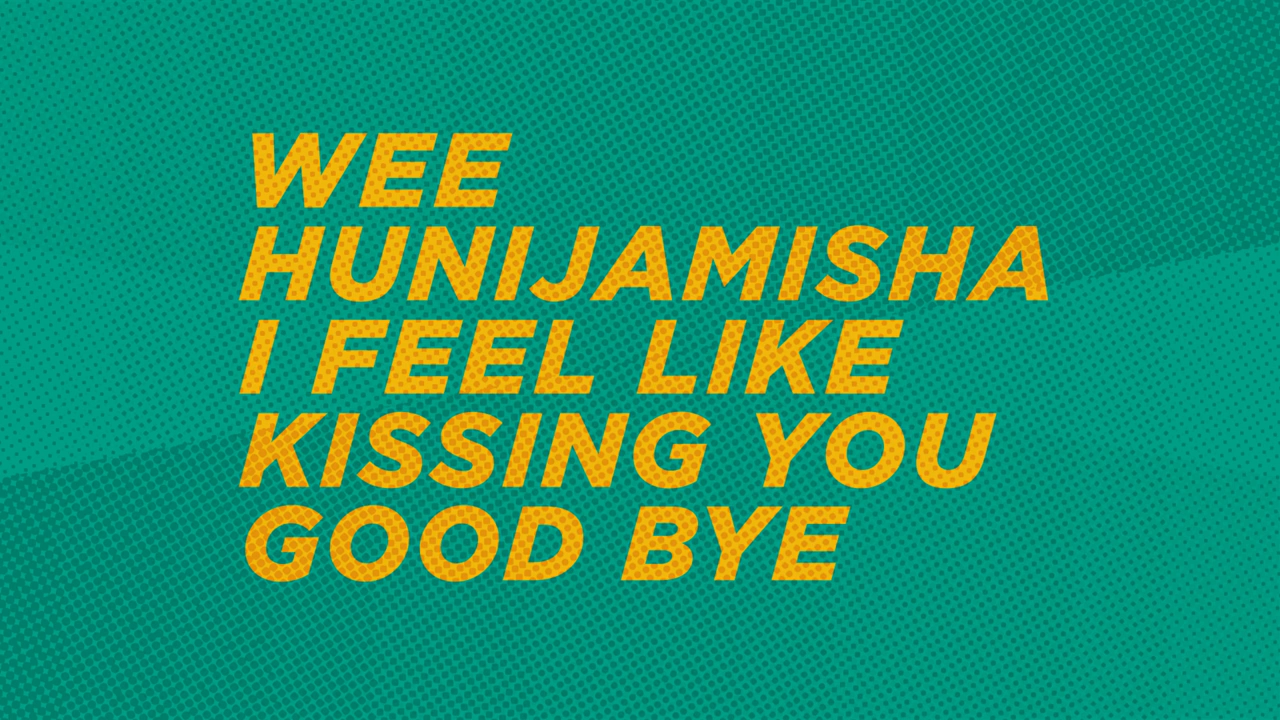 WEE
HUNIJAMISHA
I FEEL LIKE
KISSING YOU
GOOD BYE